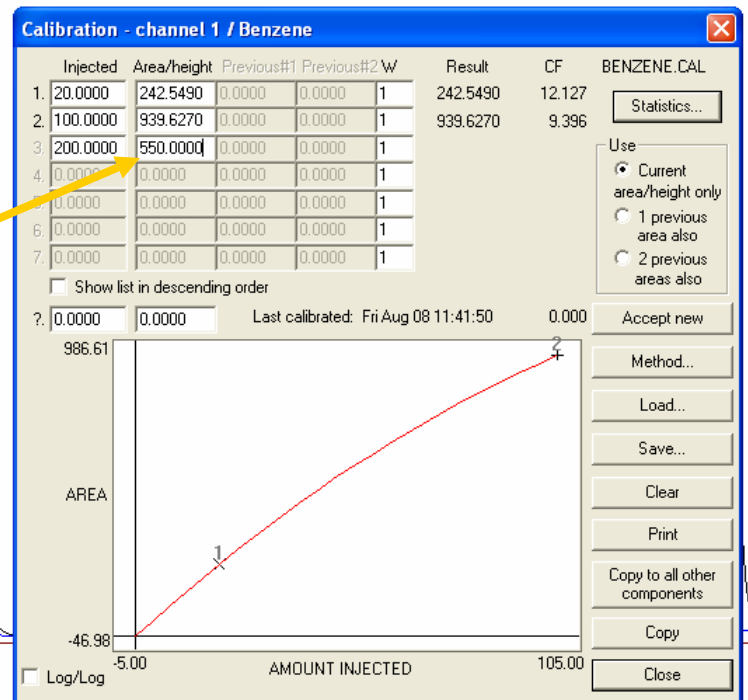 Calibration - channel 1 / Benzene
Injected Area/height Previous#1 Previous#2 W Result CF BENZENE.CAL
1. 20.0000 242.5490 0.0000 0.0000 1 242.5490 12.127 Statistics...
2. 100.0000 939.6270 0.0000 0.0000 1 939.6270 9.396
3. 200.0000 550.0000 0.0000 0.0000 1
4. 0.0000 0.0000 0.0000 0.0000 1
5. 0.0000 0.0000 0.0000 0.0000 1
6. 0.0000 0.0000 0.0000 0.0000 1
7. 0.0000 0.0000 0.0000 0.0000 1
Use
Current
area/height only
1 previous
area also
2 previous
areas also
Show list in descending order
?. 0.0000 0.0000 Last calibrated: Fri Aug 08 11:41:50 0.000 Accept new
986.61
2
Method...
Load...
Save...
AREA
Clear
Print
1
Copy to all other
components
-46.98
Copy
-5.00 AMOUNT INJECTED 105.00
Log/Log
Close